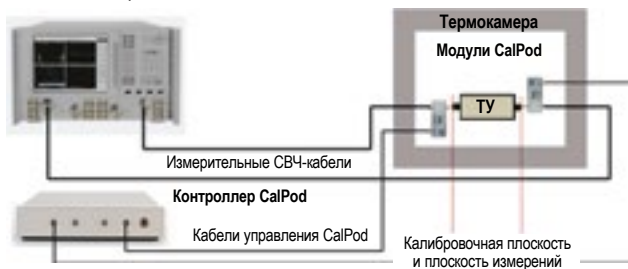 Термокамера
Модули CalPod
ТУ
Измерительные СВЧ-кабели
Контроллер CalPod
Кабели управления CalPod
Калибровочная плоскость
и плоскость измерений